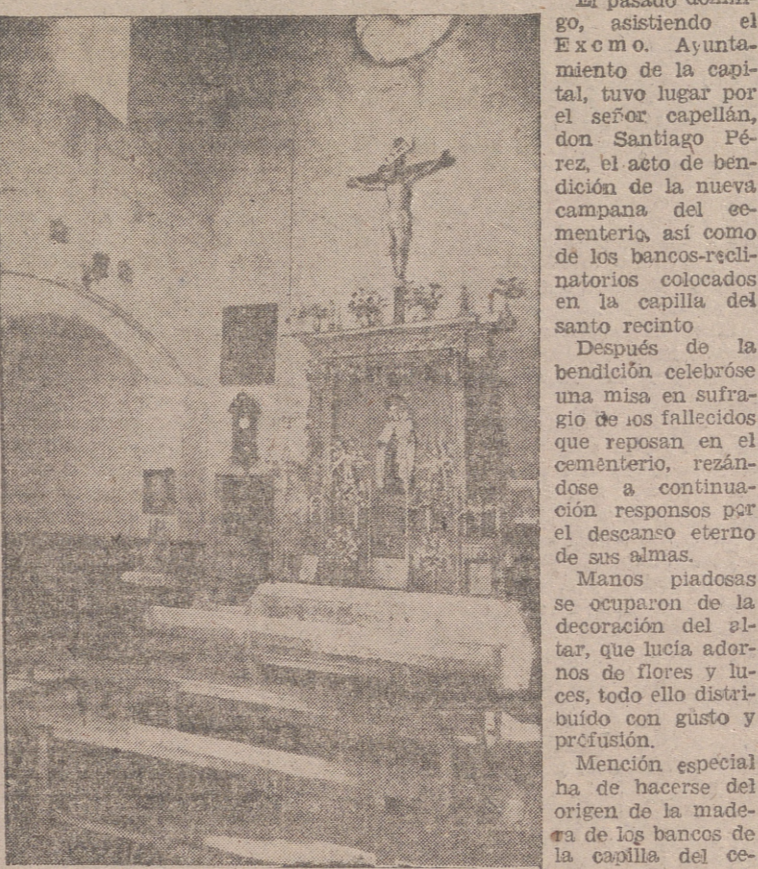 El pasado domin-
go, asistiendo el
Excmo. Ayunta-
miento de la capi-
tal, tuvo lugar por
el señor capellán,
don Santiago Pé-
rez, el acto de ben-
dición de la nueva
campana del ce-
menterio, así como
de los bancos-recli-
natorios colocados
en la capilla del
santo recinto
Después de la
bendición celebróse
una misa en sufra-
gio de los fallecidos
que reposan en el
cementerio, rezán-
dose a continua-
ción responsos por
el descanso eterno
de sus almas.
Manos piadosas
se ocuparon de la
decoración del al-
tar, que lucía ador-
nos de flores y lu-
ces, todo ello distri-
buído con gusto y
profusión.
Mención especial
ha de hacerse del
origen de la made-
ra de los bancos de
la capilla del ce-